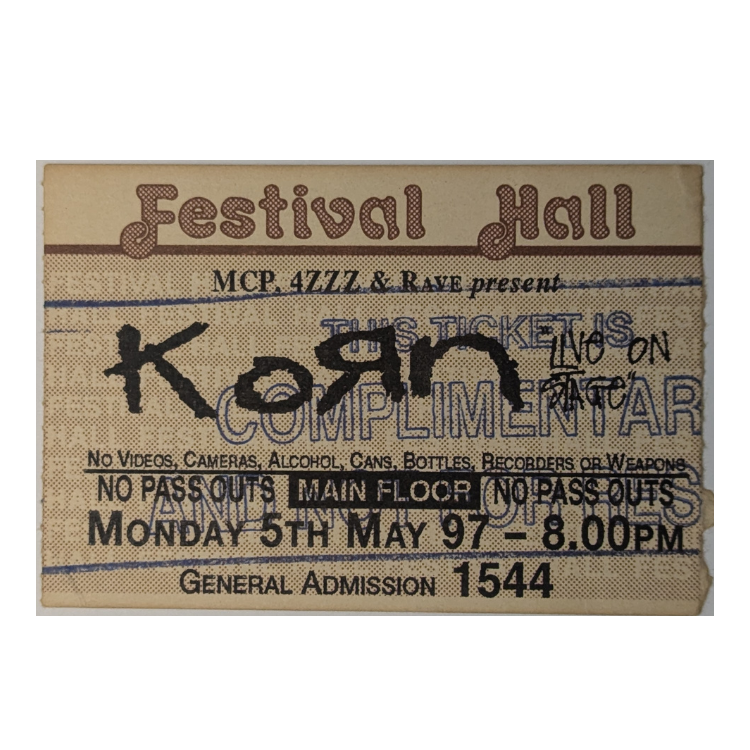 Festival Hall
MCP, 4ZZZ & RAVE present
KoЯn "LIVE ON STAGE"
THIS TICKET IS
COMPLIMENTAR
NO VIDEOS, CAMERAS, ALCOHOL, CANS, BOTTLES, RECORDERS OR WEAPONS
NO PASS OUTS MAIN FLOOR NO PASS OUTS
MONDAY 5TH MAY 97 – 8.00PM
GENERAL ADMISSION 1544